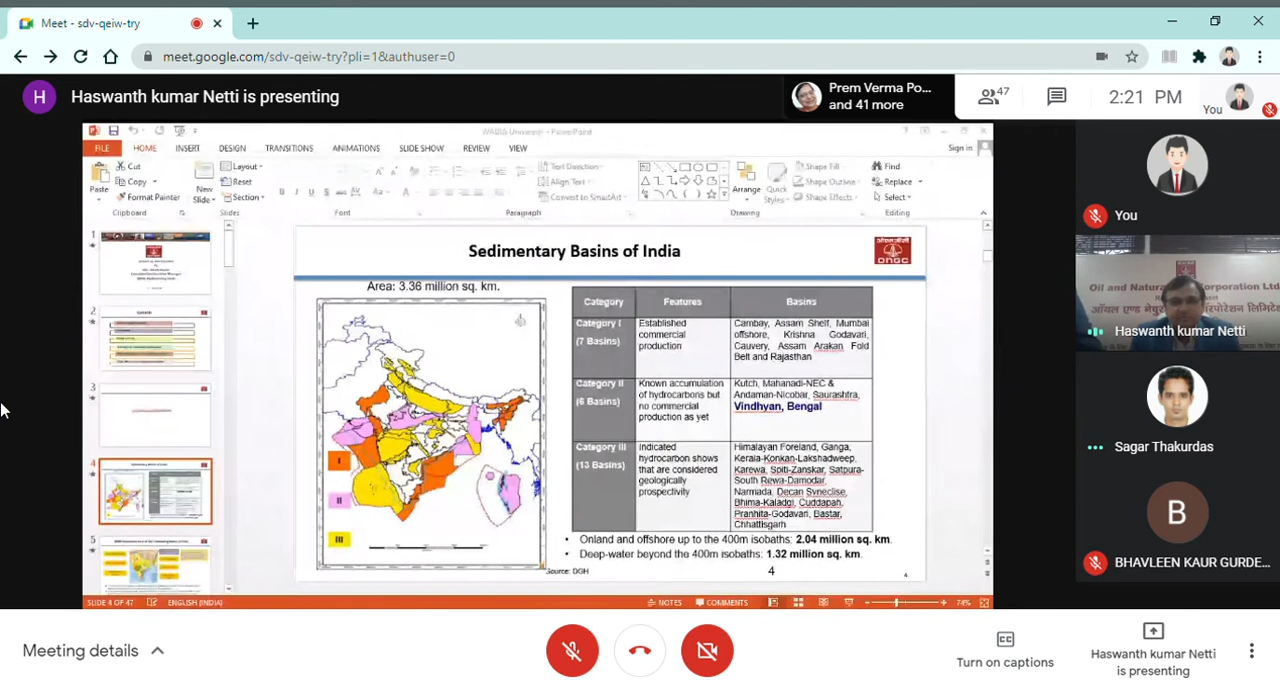 Meet - sdv-qeiw-try
meet.google.com/sdv-qeiw-try?pli=1&authuser=0
H
Haswanth kumar Netti is presenting
Prem Verma Po...
and 41 more
47
2:21 PM
You
PowerPoint
Sign in
FILE
HOME
INSERT
DESIGN
TRANSITIONS
ANIMATIONS
SLIDE SHOW
REVIEW
VIEW
Paste
Cut
Copy
Format Painter
Clipboard
New
Slide
Layout
Reset
Section
Slides
Font
Text Direction
Align Text
Convert to SmartArt
Paragraph
Arrange
Quick
Styles
Shape Fill
Shape Outline
Shape Effects
Drawing
Find
Replace
Select
Editing
1
2
3
4
5
Sedimentary Basins of India
ONGC
Area: 3.36 million sq. km.
I
II
III
Source: DGH
Category Features Basins
Category I
(7 Basins)
Established
commercial
production
Cambay, Assam Shelf, Mumbai
offshore, Krishna Godavari,
Cauvery, Assam Arakan Fold
Belt and Rajasthan
Category II
(6 Basins)
Known accumulation
of hydrocarbons but
no commercial
production as yet
Kutch, Mahanadi-NEC &
Andaman-Nicobar, Saurashtra,
Vindhyan, Bengal
Category III
(13 Basins)
Indicated
hydrocarbon shows
that are considered
geologically
prospectivity
Himalayan Foreland, Ganga,
Kerala-Konkan-Lakshadweep,
Karewa, Spiti-Zanskar, Satpura-
South Rewa-Damodar,
Narmada, Decan Syneclise,
Bhima-Kaladgi, Cuddapah,
Pranhita-Godavari, Bastar,
Chhattisgarh
• Onland and offshore up to the 400m isobaths: 2.04 million sq. km.
• Deep-water beyond the 400m isobaths: 1.32 million sq. km.
4
4
SLIDE 4 OF 47
ENGLISH (INDIA)
NOTES
COMMENTS
74%
You
Oil and Natural Corporation Ltd
Haswanth kumar Netti
Sagar Thakurdas
B
BHAVLEEN KAUR GURDE...
Meeting details
Turn on captions
Haswanth kumar Netti
is presenting